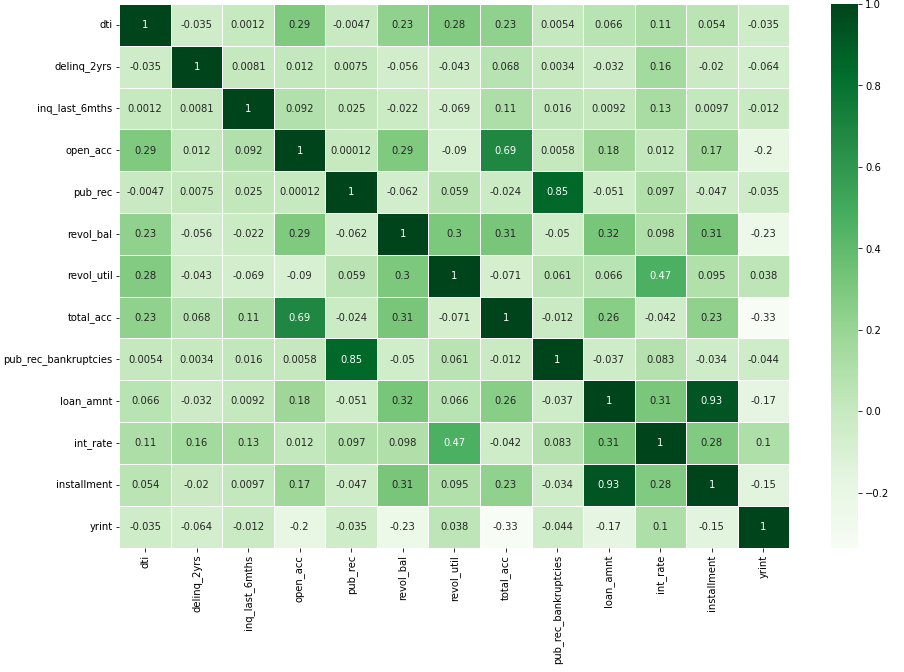 dti 1 -0.035 0.0012 0.29 -0.0047 0.23 0.28 0.23 0.0054 0.066 0.11 0.054 -0.035
delinq_2yrs -0.035 1 0.0081 0.012 0.0075 -0.056 -0.043 0.068 0.0034 -0.032 0.16 -0.02 -0.064
inq_last_6mths 0.0012 0.0081 1 0.092 0.025 -0.022 -0.069 0.11 0.016 0.0092 0.13 0.0097 -0.012
open_acc 0.29 0.012 0.092 1 0.00012 0.29 -0.09 0.69 0.0058 0.18 0.012 0.17 -0.2
pub_rec -0.0047 0.0075 0.025 0.00012 1 -0.062 0.059 -0.024 0.85 -0.051 0.097 -0.047 -0.035
revol_bal 0.23 -0.056 -0.022 0.29 -0.062 1 0.3 0.31 -0.05 0.32 0.098 0.31 -0.23
revol_util 0.28 -0.043 -0.069 -0.09 0.059 0.3 1 -0.071 0.061 0.066 0.47 0.095 0.038
total_acc 0.23 0.068 0.11 0.69 -0.024 0.31 -0.071 1 -0.012 0.26 -0.042 0.23 -0.33
pub_rec_bankruptcies 0.0054 0.0034 0.016 0.0058 0.85 -0.05 0.061 -0.012 1 -0.037 0.083 -0.034 -0.044
loan_amnt 0.066 -0.032 0.0092 0.18 -0.051 0.32 0.066 0.26 -0.037 1 0.31 0.93 -0.17
int_rate 0.11 0.16 0.13 0.012 0.097 0.098 0.47 -0.042 0.083 0.31 1 0.28 0.1
installment 0.054 -0.02 0.0097 0.17 -0.047 0.31 0.095 0.23 -0.034 0.93 0.28 1 -0.15
yrint -0.035 -0.064 -0.012 -0.2 -0.035 -0.23 0.038 -0.33 -0.044 -0.17 0.1 -0.15 1
dti
delinq_2yrs
inq_last_6mths
open_acc
pub_rec
revol_bal
revol_util
total_acc
pub_rec_bankruptcies
loan_amnt
int_rate
installment
yrint
1.0
0.8
0.6
0.4
0.2
0.0
−0.2